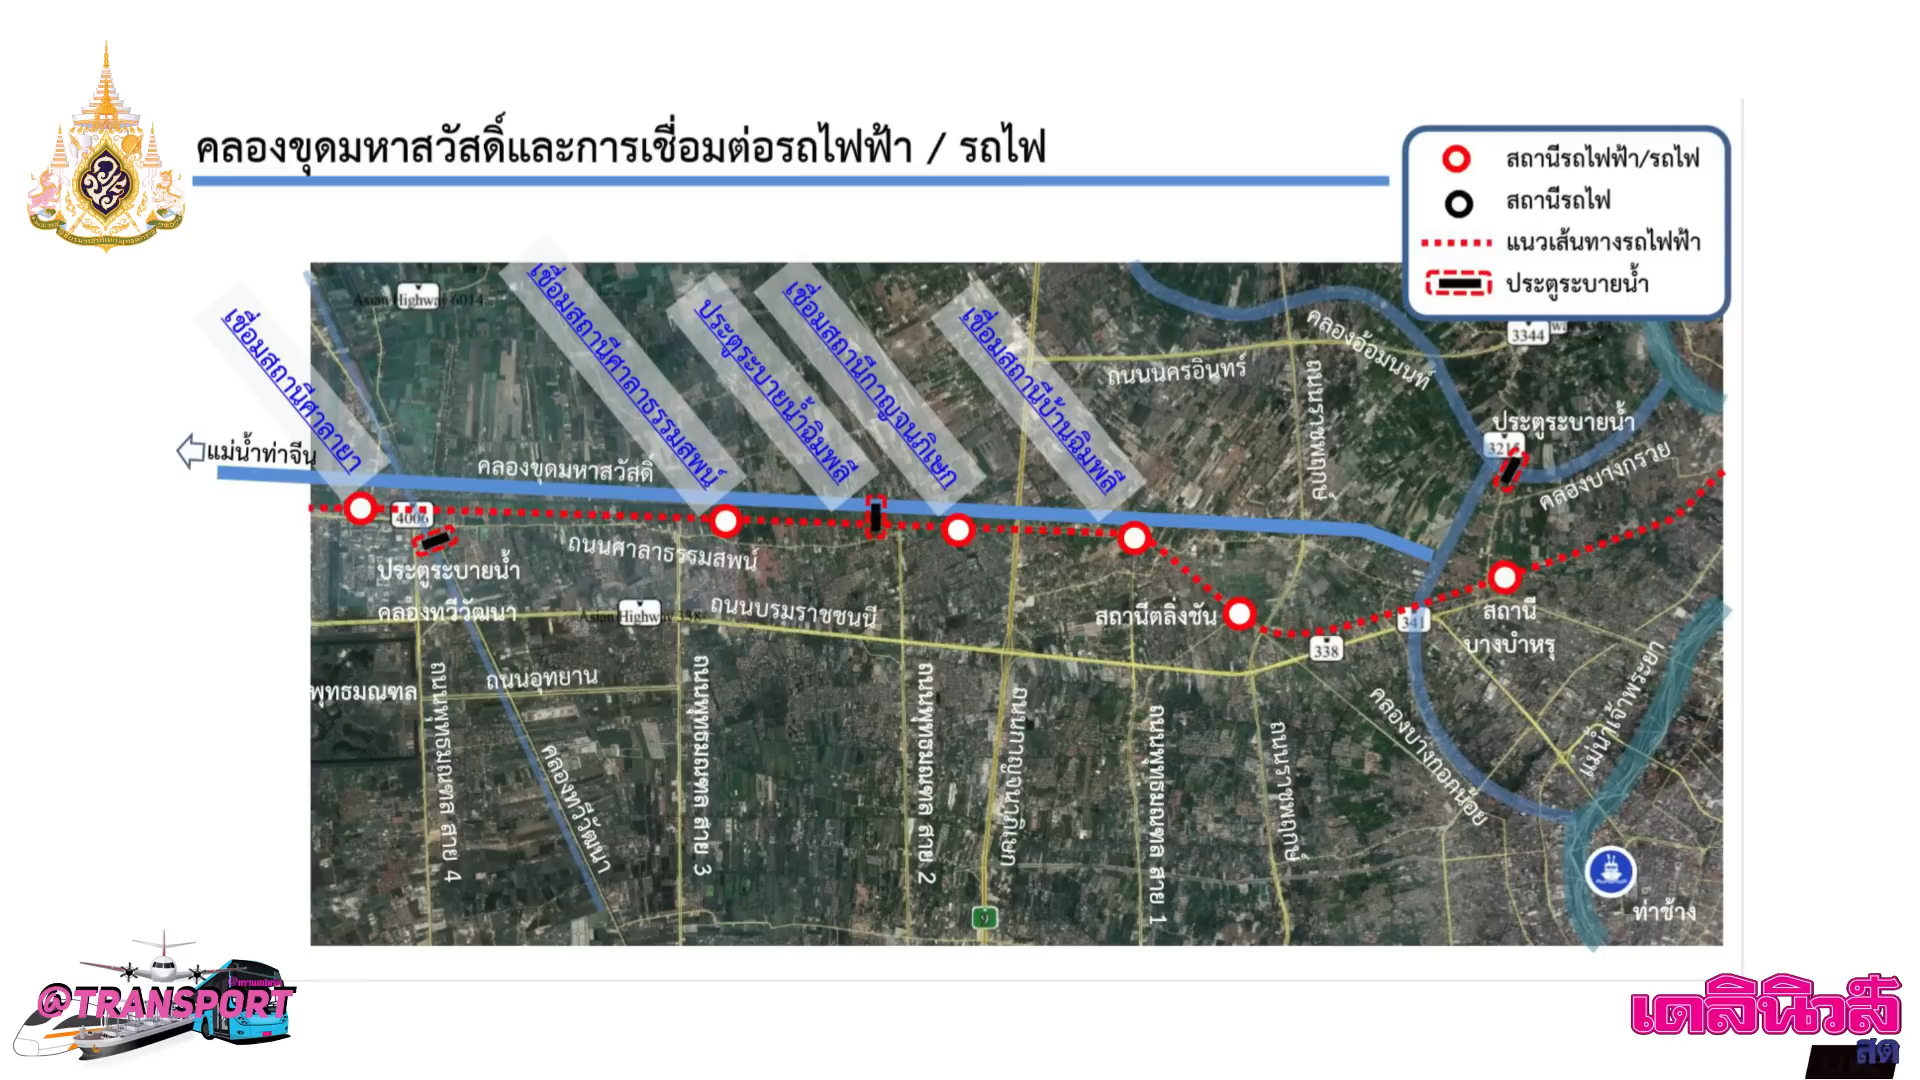 คลองขุดมหาสวัสดิ์และการเชื่อมต่อรถไฟฟ้า / รถไฟ
สถานีรถไฟฟ้า/รถไฟ
สถานีรถไฟ
แนวเส้นทางรถไฟฟ้า
ประตูระบายน้ำ
Asian Highway 6014
เชื่อมสถานีศาลายา
เชื่อมสถานีศาลาธรรมสพน์
ประตูระบายน้ำฉิมพลี
เชื่อมสถานีกาญจนภิเษก
เชื่อมสถานีบ้านฉิมพลี
3344
คลองอ้อมนนท์
ถนนนครอินทร์
ถนนราชพฤกษ์
ประตูระบายน้ำ
3215
คลองบางกรวย
แม่น้ำท่าจีน
คลองขุดมหาสวัสดิ์
4006
ถนนศาลาธรรมสพน์
ประตูระบายน้ำ
คลองทวีวัฒนา
Asian Highway 338
ถนนบรมราชชนนี
สถานีตลิ่งชัน
341
338
สถานี
บางบำหรุ
พุทธมณฑล
ถนนอุทยาน
ถนนพุทธมณฑล สาย 4
คลองทวีวัฒนา
ถนนพุทธมณฑล สาย 3
ถนนพุทธมณฑล สาย 2
ถนนกาญจนาภิเษก
ถนนพุทธมณฑล สาย 1
ถนนราชพฤกษ์
คลองบางกอกน้อย
แม่น้ำเจ้าพระยา
9
ท่าช้าง
@TRANSPORT
เดลินิวส์
สด